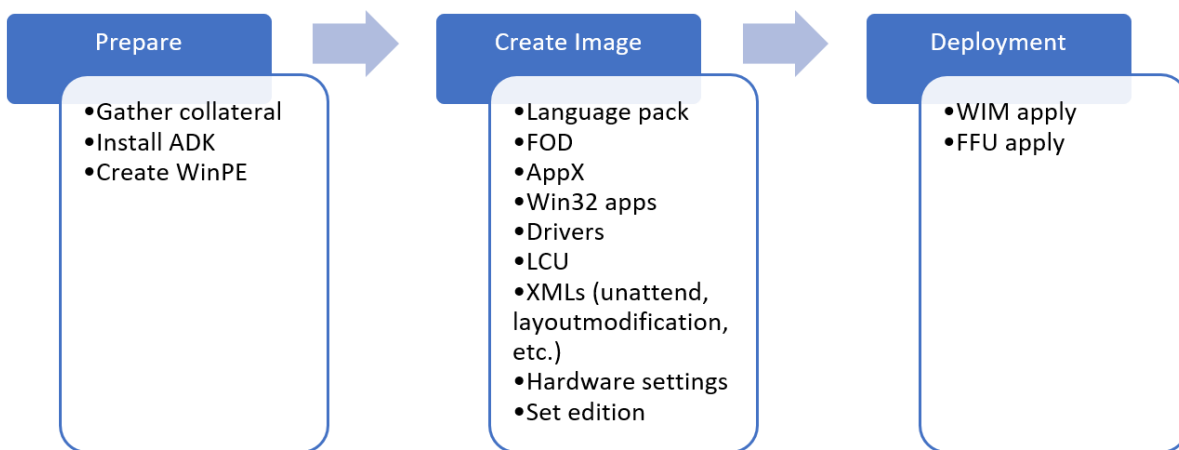 Prepare
•Gather collateral
•Install ADK
•Create WinPE
Create Image
•Language pack
•FOD
•AppX
•Win32 apps
•Drivers
•LCU
•XMLs (unattend,
layoutmodification,
etc.)
•Hardware settings
•Set edition
Deployment
•WIM apply
•FFU apply